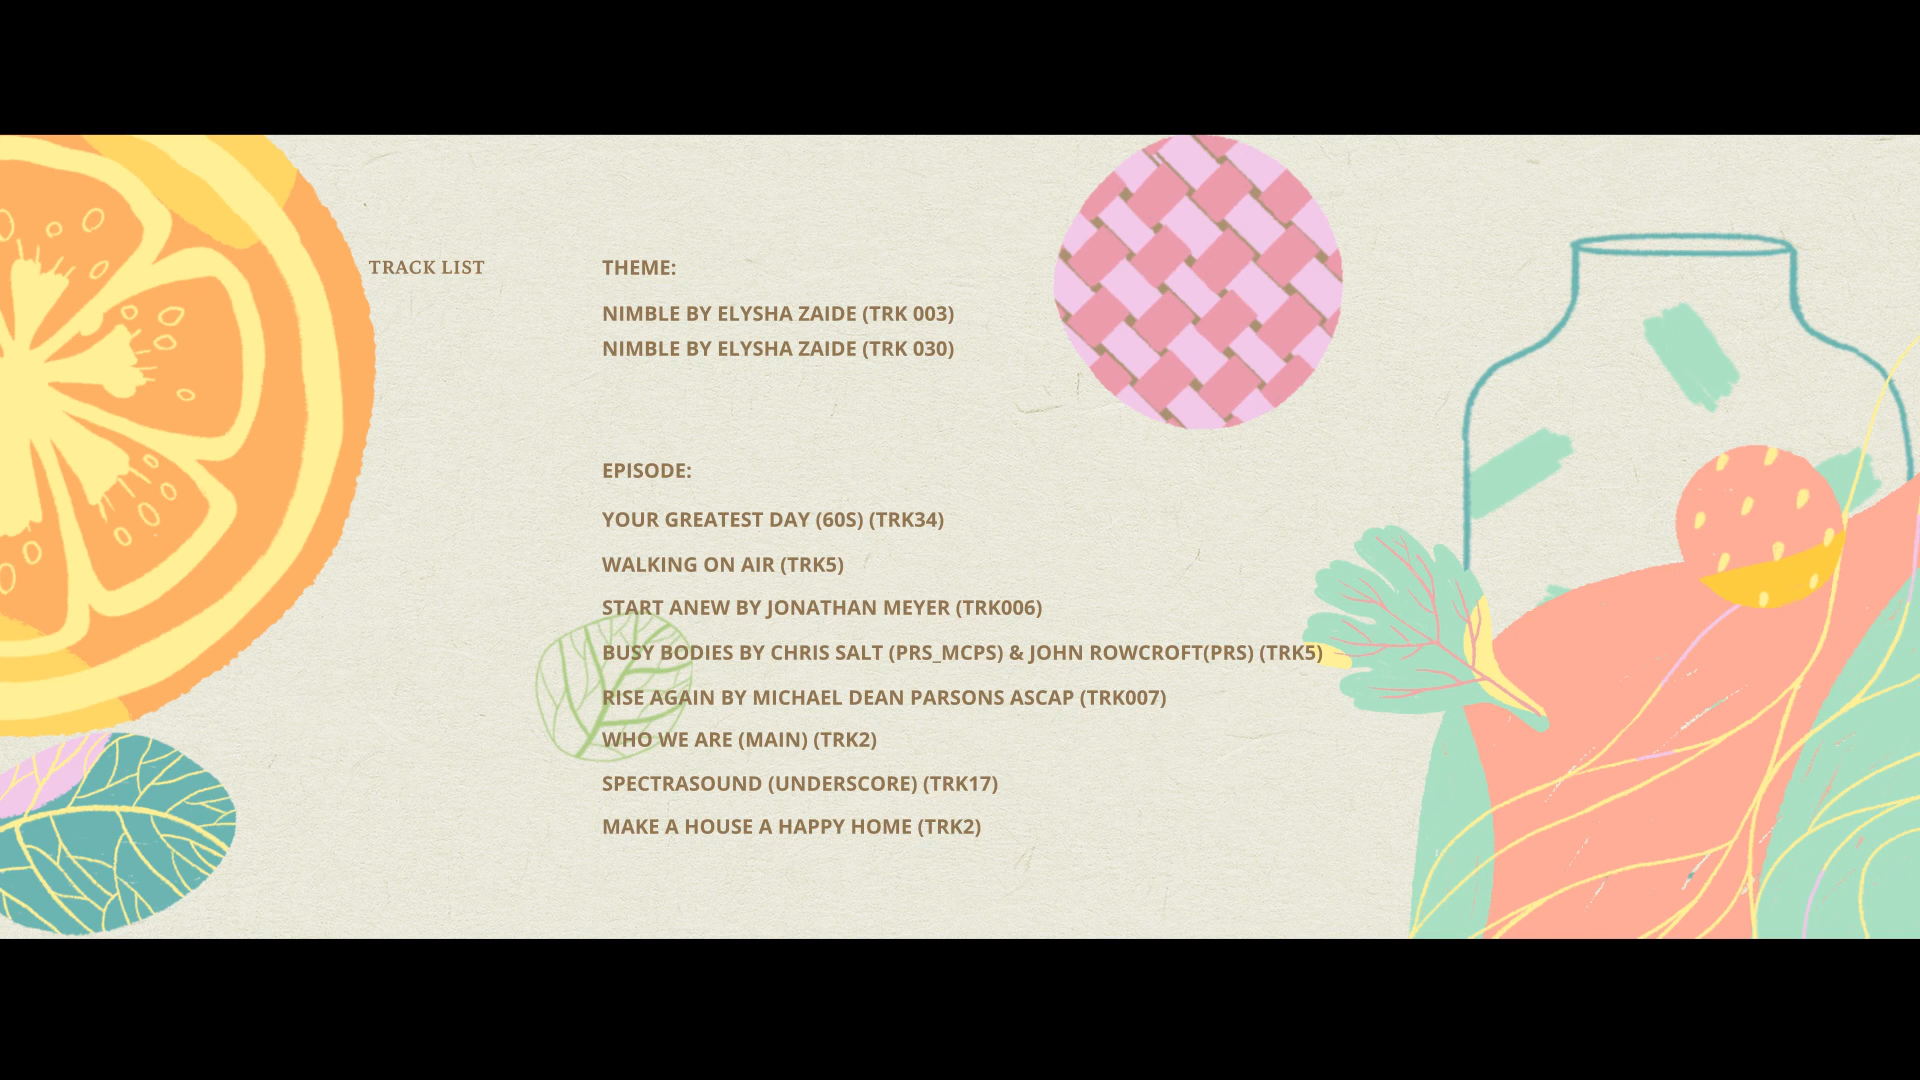 TRACK LIST
THEME:
NIMBLE BY ELYSHA ZAIDE (TRK 003)
NIMBLE BY ELYSHA ZAIDE (TRK 030)
EPISODE:
YOUR GREATEST DAY (60S) (TRK34)
WALKING ON AIR (TRK5)
START ANEW BY JONATHAN MEYER (TRK006)
BUSY BODIES BY CHRIS SALT (PRS_MCPS) & JOHN ROWCROFT(PRS) (TRK5)
RISE AGAIN BY MICHAEL DEAN PARSONS ASCAP (TRK007)
WHO WE ARE (MAIN) (TRK2)
SPECTRASOUND (UNDERSCORE) (TRK17)
MAKE A HOUSE A HAPPY HOME (TRK2)